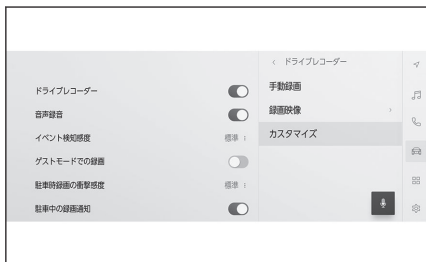 ドライブレコーダー
音声録音
イベント検知感度
標準
ゲストモードでの録画
駐車時録画の衝撃感度
標準
駐車中の録画通知
ドライブレコーダー
手動録画
録画映像
カスタマイズ